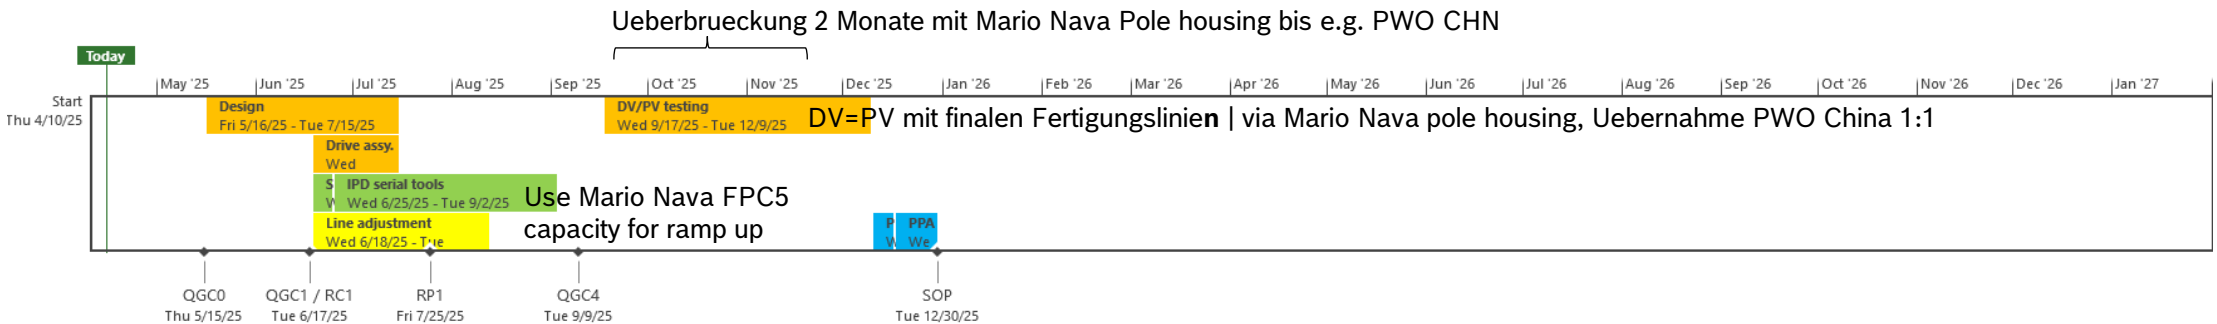 Ueberbrueckung 2 Monate mit Mario Nava Pole housing bis e.g. PWO CHN
Today
May '25 Jun '25 Jul '25 Aug '25 Sep '25 Oct '25 Nov '25 Dec '25 Jan '26 Feb '26 Mar '26 Apr '26 May '26 Jun '26 Jul '26 Aug '26 Sep '26 Oct '26 Nov '26 Dec '26 Jan '27
Start
Thu 4/10/25
Design
Fri 5/16/25 - Tue 7/15/25
DV/PV testing
Wed 9/17/25 - Tue 12/9/25
DV=PV mit finalen Fertigungslinien | via Mario Nava pole housing, Uebernahme PWO China 1:1
Drive assy.
Wed
S
W
IPD serial tools
Wed 6/25/25 - Tue 9/2/25
Use Mario Nava FPC5
capacity for ramp up
Line adjustment
Wed 6/18/25 - Tue
P
W
PPA
We
QGC0
Thu 5/15/25
QGC1 / RC1
Tue 6/17/25
RP1
Fri 7/25/25
QGC4
Tue 9/9/25
SOP
Tue 12/30/25